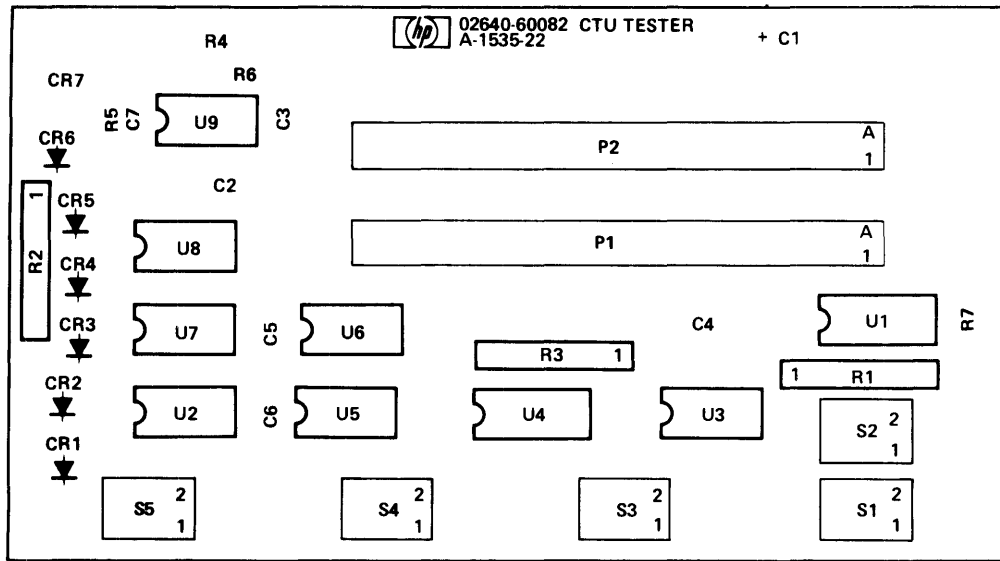 hp 02640-60082 CTU TESTER
A-1535-22
+ C1
R4
R6
CR7
R5
C7
U9
C3
CR6
P2
A
1
C2
1
R2
CR5
U8
P1
A
1
CR4
CR3
U7
C5
U6
C4
U1
R7
R3 1
1 R1
CR2
U2
C6
U5
U4
U3
S2
2
1
CR1
S5
2
1
S4
2
1
S3
2
1
S1
2
1